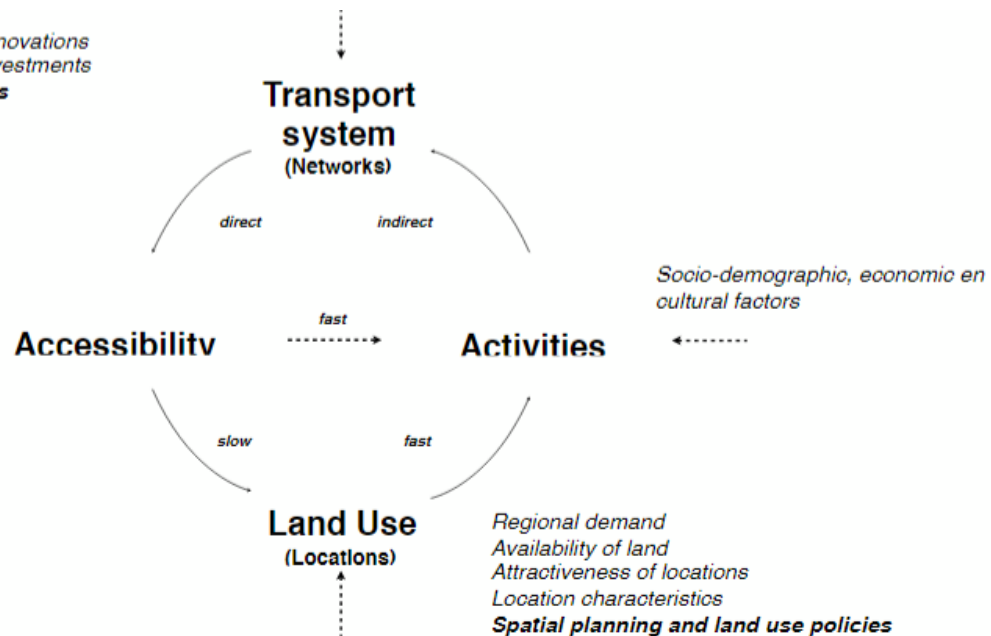 novations
vestments
s
Transport
system
(Networks)
direct
indirect
Socio-demographic, economic en
cultural factors
fast
Accessibility
Activities
slow
fast
Land Use
(Locations)
Regional demand
Availability of land
Attractiveness of locations
Location characteristics
Spatial planning and land use policies